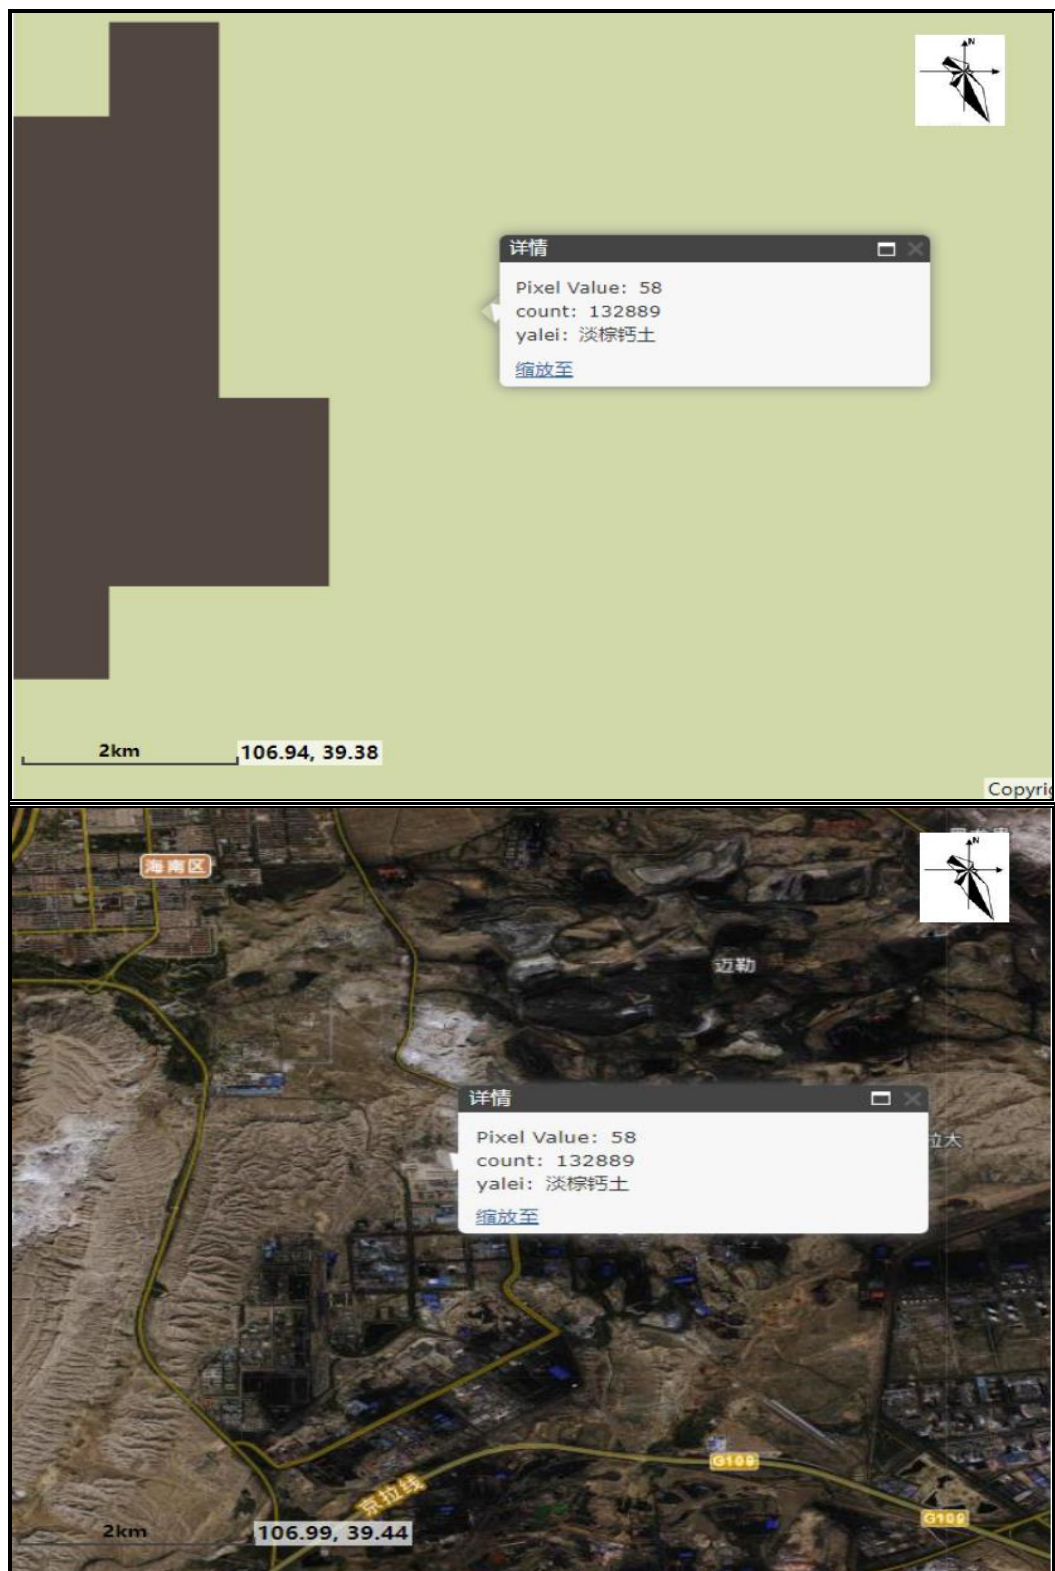 N
详情
Pixel Value: 58
count: 132889
yalei: 淡棕钙土
缩放至
2km
106.94, 39.38
Copyri
海南区
N
迈勒
详情
Pixel Value: 58
count: 132889
yalei: 淡棕钙土
缩放至
拉太
G109
京拉线
G109
2km
106.99, 39.44